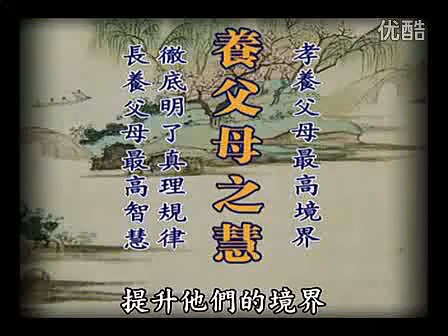 优酷
孝養父母最高境界
養父母之慧
徹底明了真理規律
長養父母最高智慧
提升他們的境界